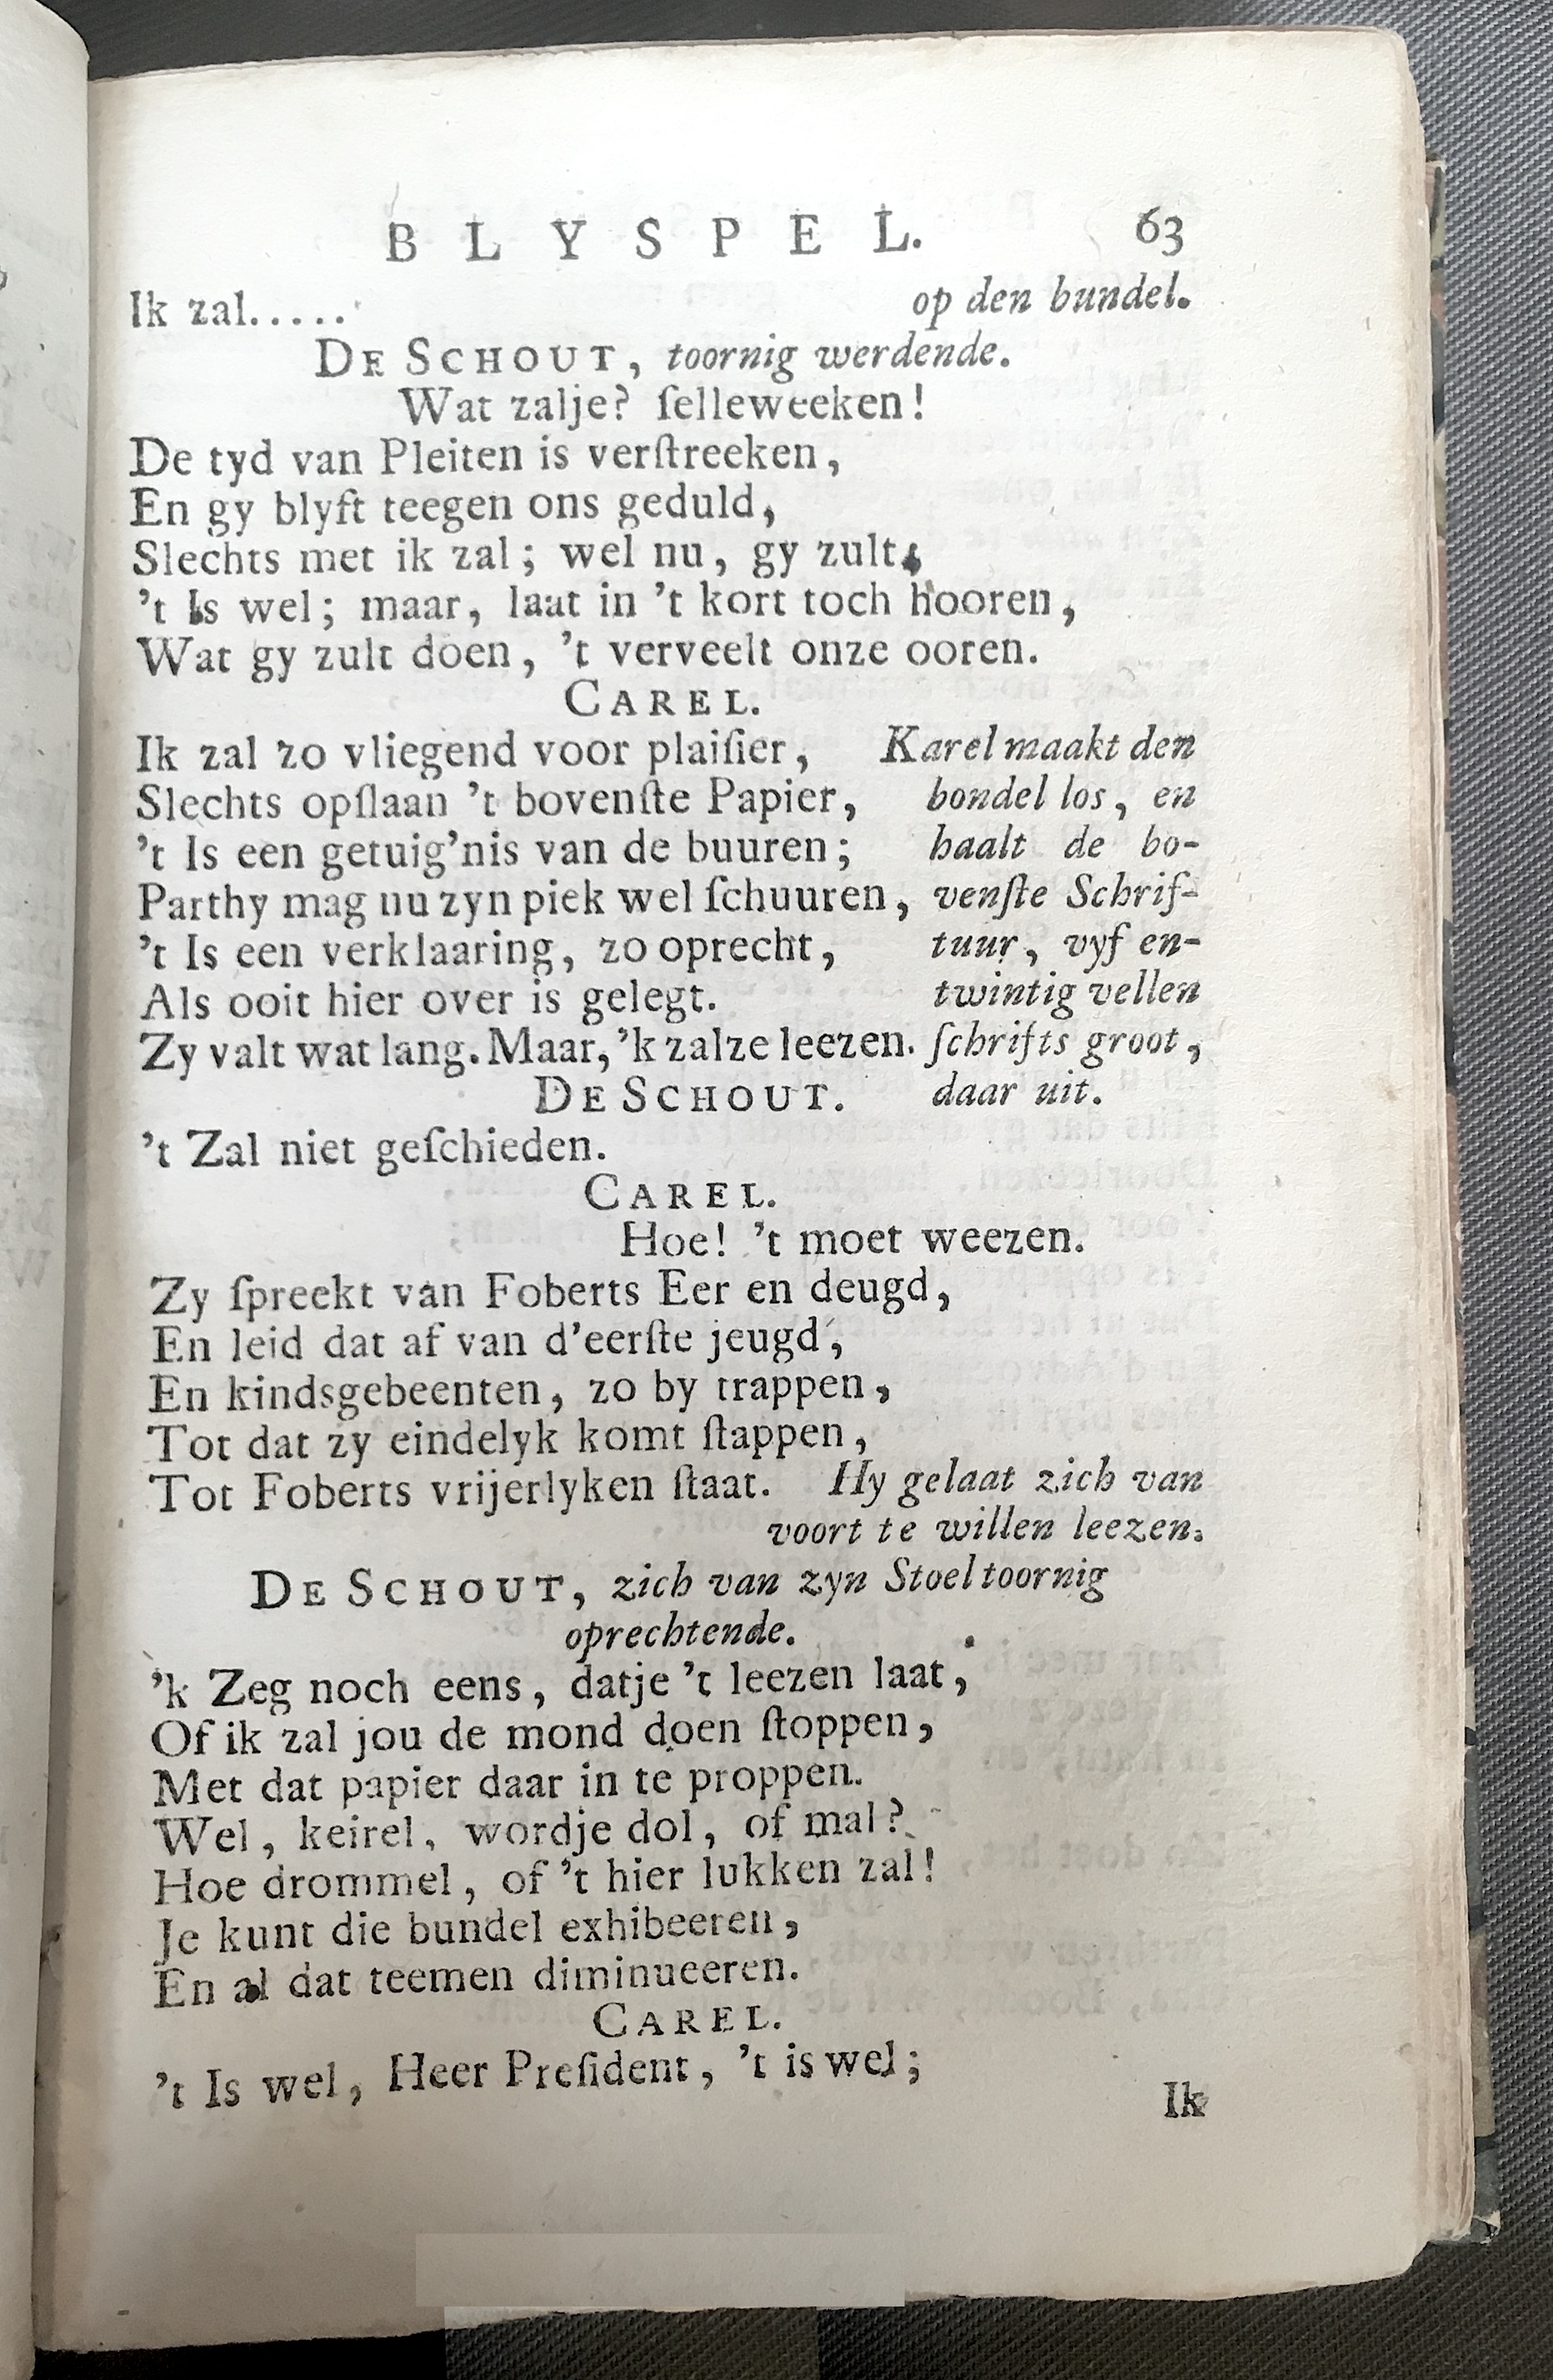 BLYSPEL. 63
Ik zal..... op den bundel.
DE SCHOUT, toornig werdende.
Wat zalje? ſelleweeken!
De tyd van Pleiten is verſtreeken,
En gy blyft teegen ons geduld,
Slechts met ik zal; wel nu, gy zult,
't Is wel; maar, laat in 't kort toch hooren,
Wat gy zult doen, 't verveelt onze ooren.
CAREL.
Ik zal zo vliegend voor plaiſier, Karel maakt den
Slechts opſlaan 't bovenſte Papier, bondel los, en
't Is een getuig'nis van de buuren; haalt de bo-
Parthy mag nu zyn piek wel ſchuuren, venſte Schrif-
't Is een verklaaring, zo oprecht, tuur, vyf en-
Als ooit hier over is gelegt. twintig vellen
Zy valt wat lang. Maar, 'k zalze leezen. ſchrifts groot,
DE SCHOUT. daar uit.
't Zal niet geſchieden.
CAREL.
Hoe! 't moet weezen.
Zy ſpreekt van Foberts Eer en deugd,
En leid dat af van d'eerſte jeugd,
En kindsgebeenten, zo by trappen,
Tot dat zy eindelyk komt ſtappen,
Tot Foberts vrijerlyken ſtaat. Hy gelaat zich van
voort te willen leezen.
DE SCHOUT, zich van zyn Stoel toornig
oprechtende.
'k Zeg noch eens, datje 't leezen laat,
Of ik zal jou de mond doen ſtoppen,
Met dat papier daar in te proppen.
Wel, keirel, wordje dol, of mal?
Hoe drommel, of 't hier lukken zal!
Je kunt die bundel exhibeeren,
En al dat teemen diminueeren.
CAREL.
't Is wel, Heer Preſident, 't is wel;
Ik